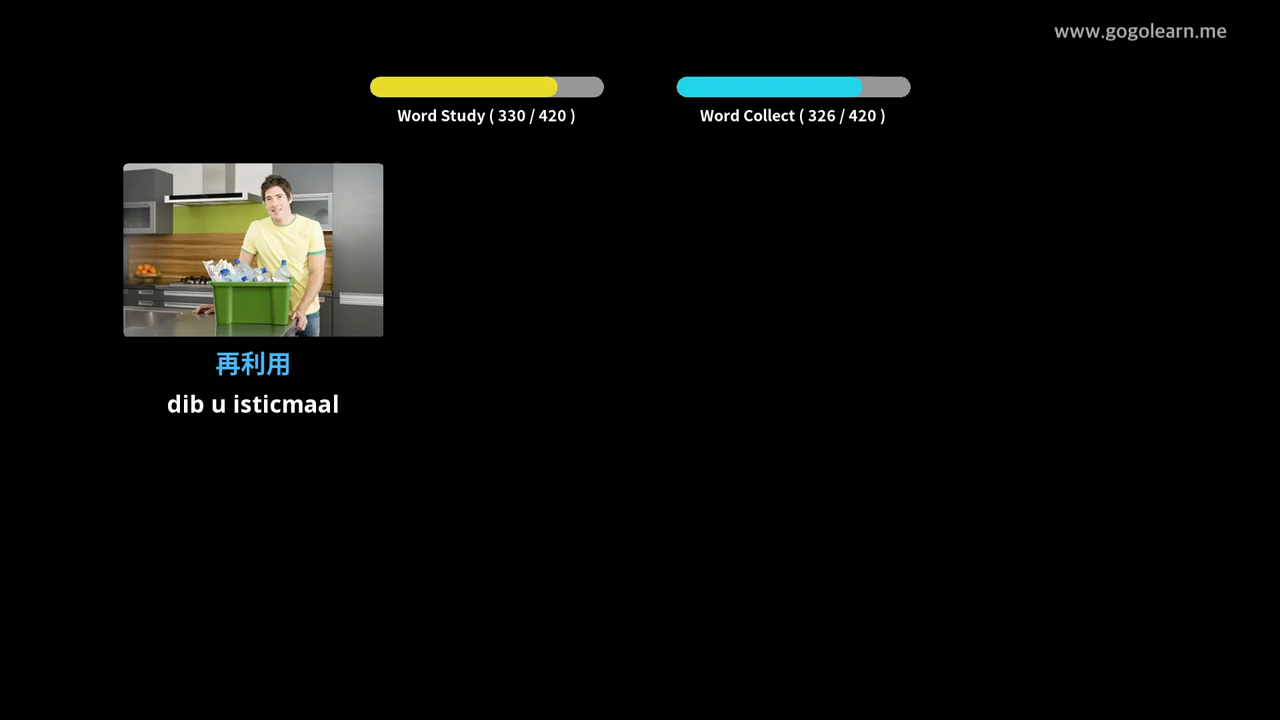 www.gogolearn.me
Word Study ( 330 / 420 )
Word Collect ( 326 / 420 )
再利用
dib u isticmaal